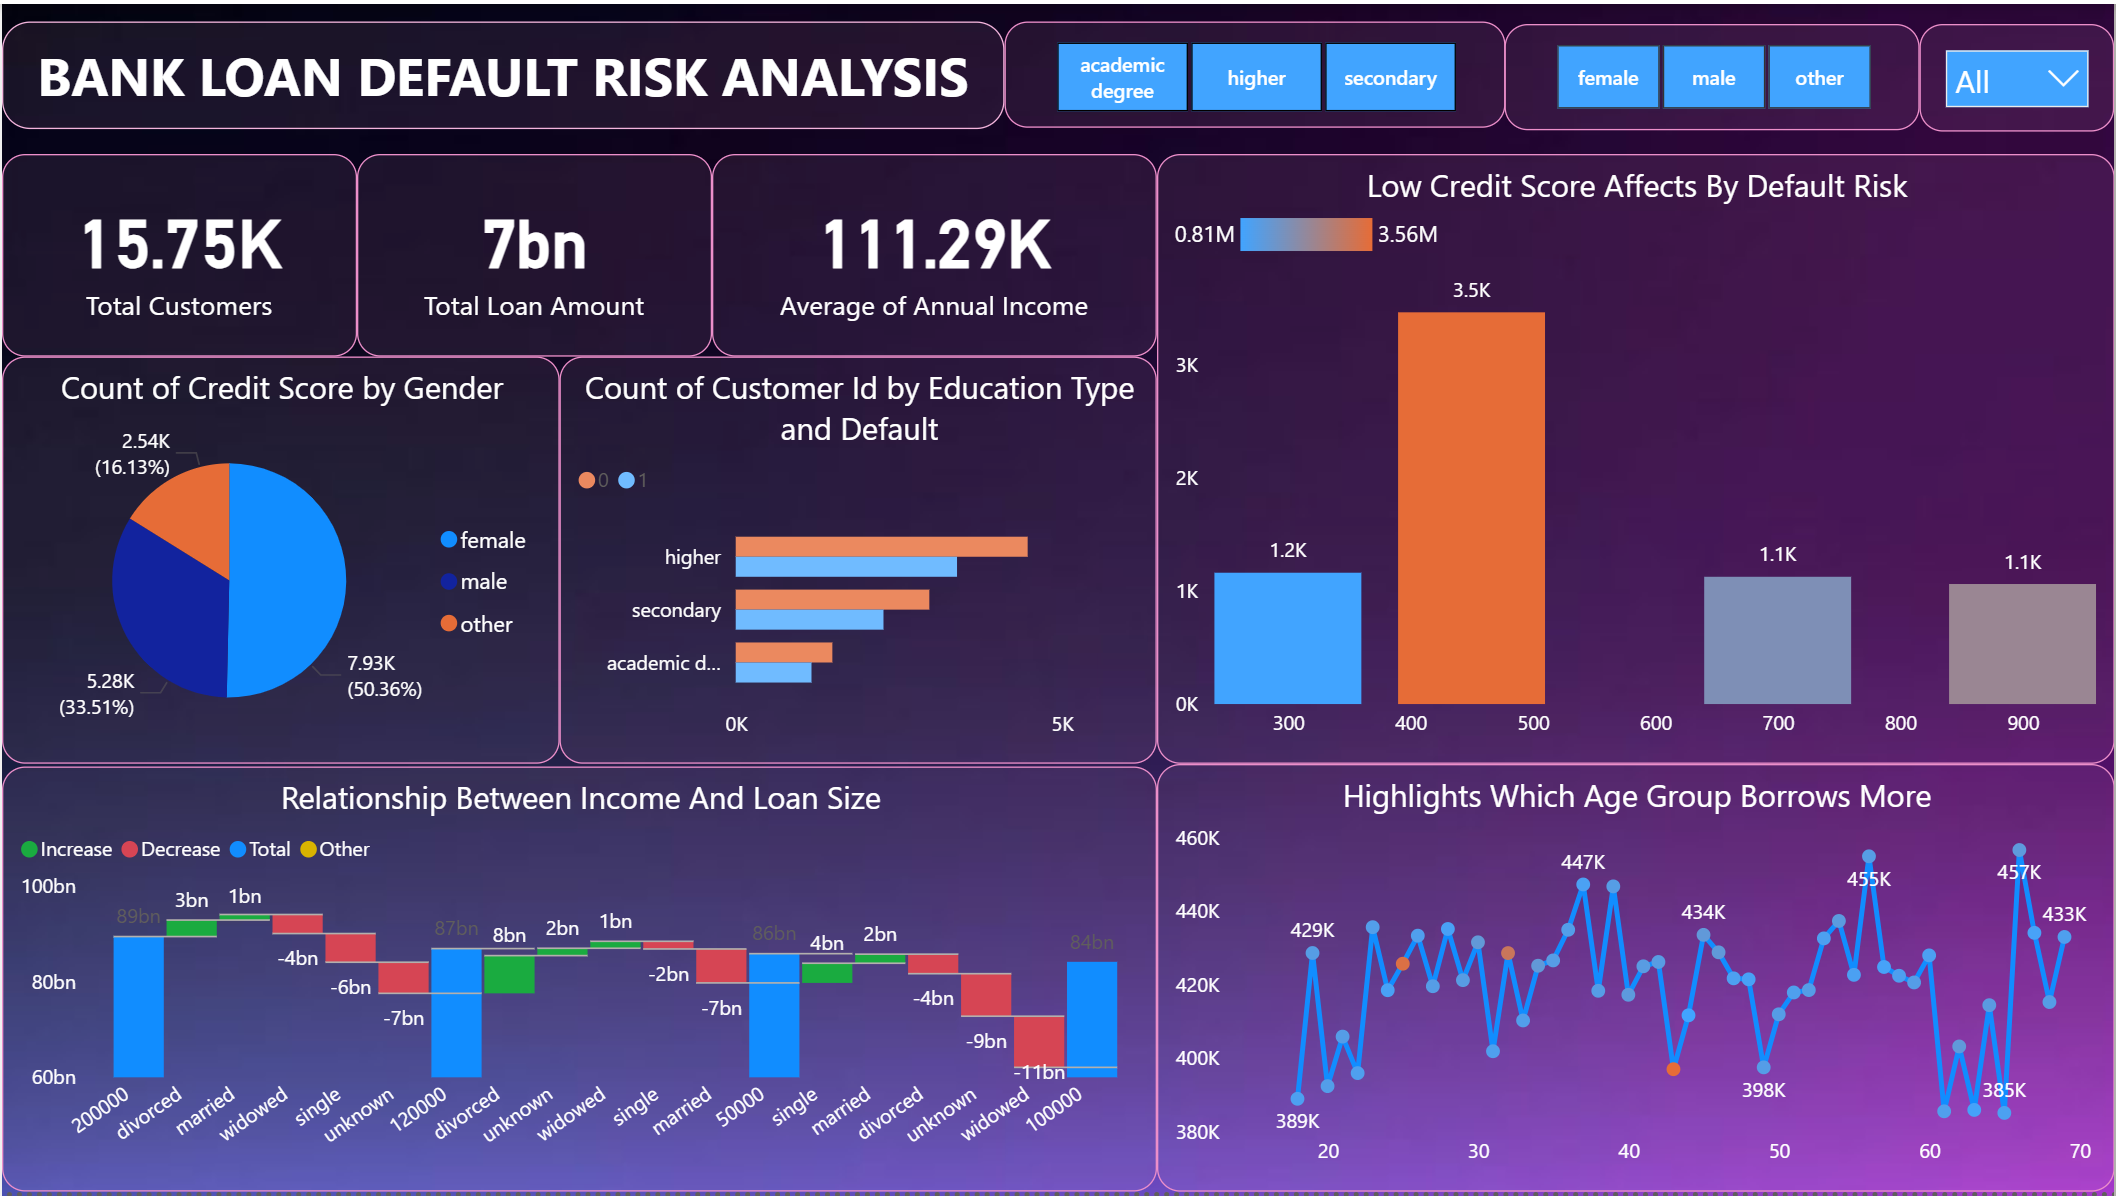 BANK LOAN DEFAULT RISK ANALYSIS
academic
degree
higher
secondary
female
male
other
All
15.75K
Total Customers
7bn
Total Loan Amount
111.29K
Average of Annual Income
Low Credit Score Affects By Default Risk
0.81M
3.56M
3.5K
1.2K
1.1K
1.1K
3K
2K
1K
0K
300
400
500
600
700
800
900
Count of Credit Score by Gender
2.54K
(16.13%)
5.28K
(33.51%)
7.93K
(50.36%)
female
male
other
Count of Customer Id by Education Type
and Default
0
1
higher
secondary
academic d...
0K
5K
Relationship Between Income And Loan Size
Increase
Decrease
Total
Other
100bn
80bn
60bn
89bn
3bn
1bn
-4bn
-6bn
-7bn
87bn
8bn
2bn
1bn
-2bn
-7bn
86bn
4bn
2bn
-4bn
-9bn
-11bn
84bn
200000
divorced
married
widowed
single
unknown
120000
divorced
unknown
widowed
single
married
50000
single
married
divorced
unknown
widowed
100000
Highlights Which Age Group Borrows More
460K
440K
420K
400K
380K
389K
429K
447K
434K
398K
455K
385K
457K
433K
20
30
40
50
60
70